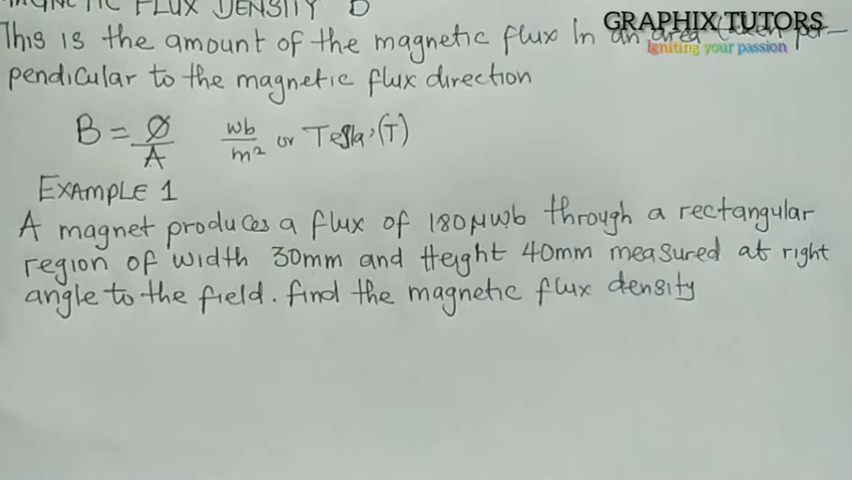 MAGNETIC FLUX DENSITY B
GRAPHIX TUTORS
This is the amount of the magnetic flux in an area (taken per-
Igniting your passion
pendicular to the magnetic flux direction
B = Ø/A wb/m² or Tesla, (T)
EXAMPLE 1
A magnet produces a flux of 180μwb through a rectangular
region of width 30mm and Height 40mm measured at right
angle to the field. find the magnetic flux density